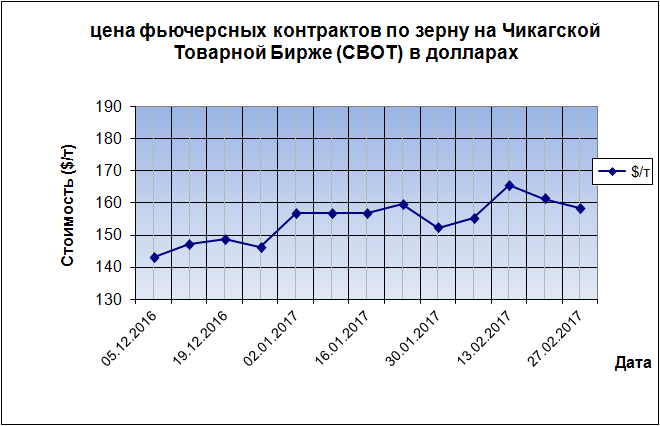 цена фьючерсных контрактов по зерну на Чикагской
Товарной Бирже (CBOT) в долларах
Стоимость ($/т)
190
180
170
160
150
140
130
$/т
05.12.2016
19.12.2016
02.01.2017
16.01.2017
30.01.2017
13.02.2017
27.02.2017
Дата